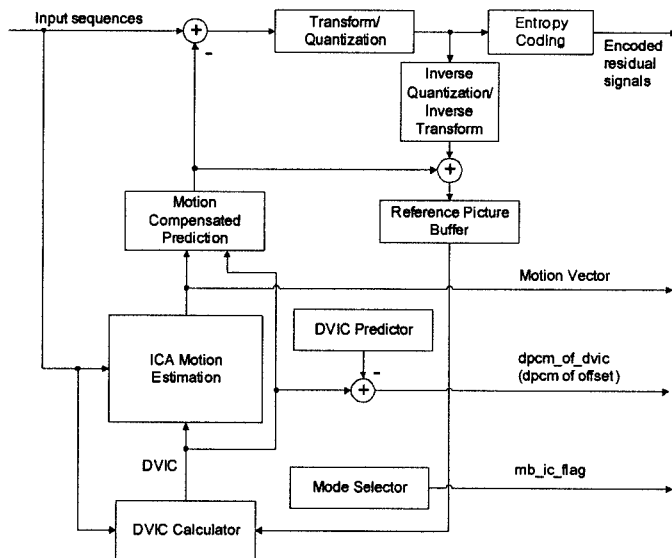 Input sequences
+
-
Transform/
Quantization
Entropy
Coding
Encoded
residual
signals
Inverse
Quantization/
Inverse
Transform
+
Motion
Compensated
Prediction
Reference Picture
Buffer
Motion Vector
DVIC Predictor
ICA Motion
Estimation
-
+
dpcm_of_dvic
(dpcm of offset)
DVIC
mb_ic_flag
Mode Selector
DVIC Calculator